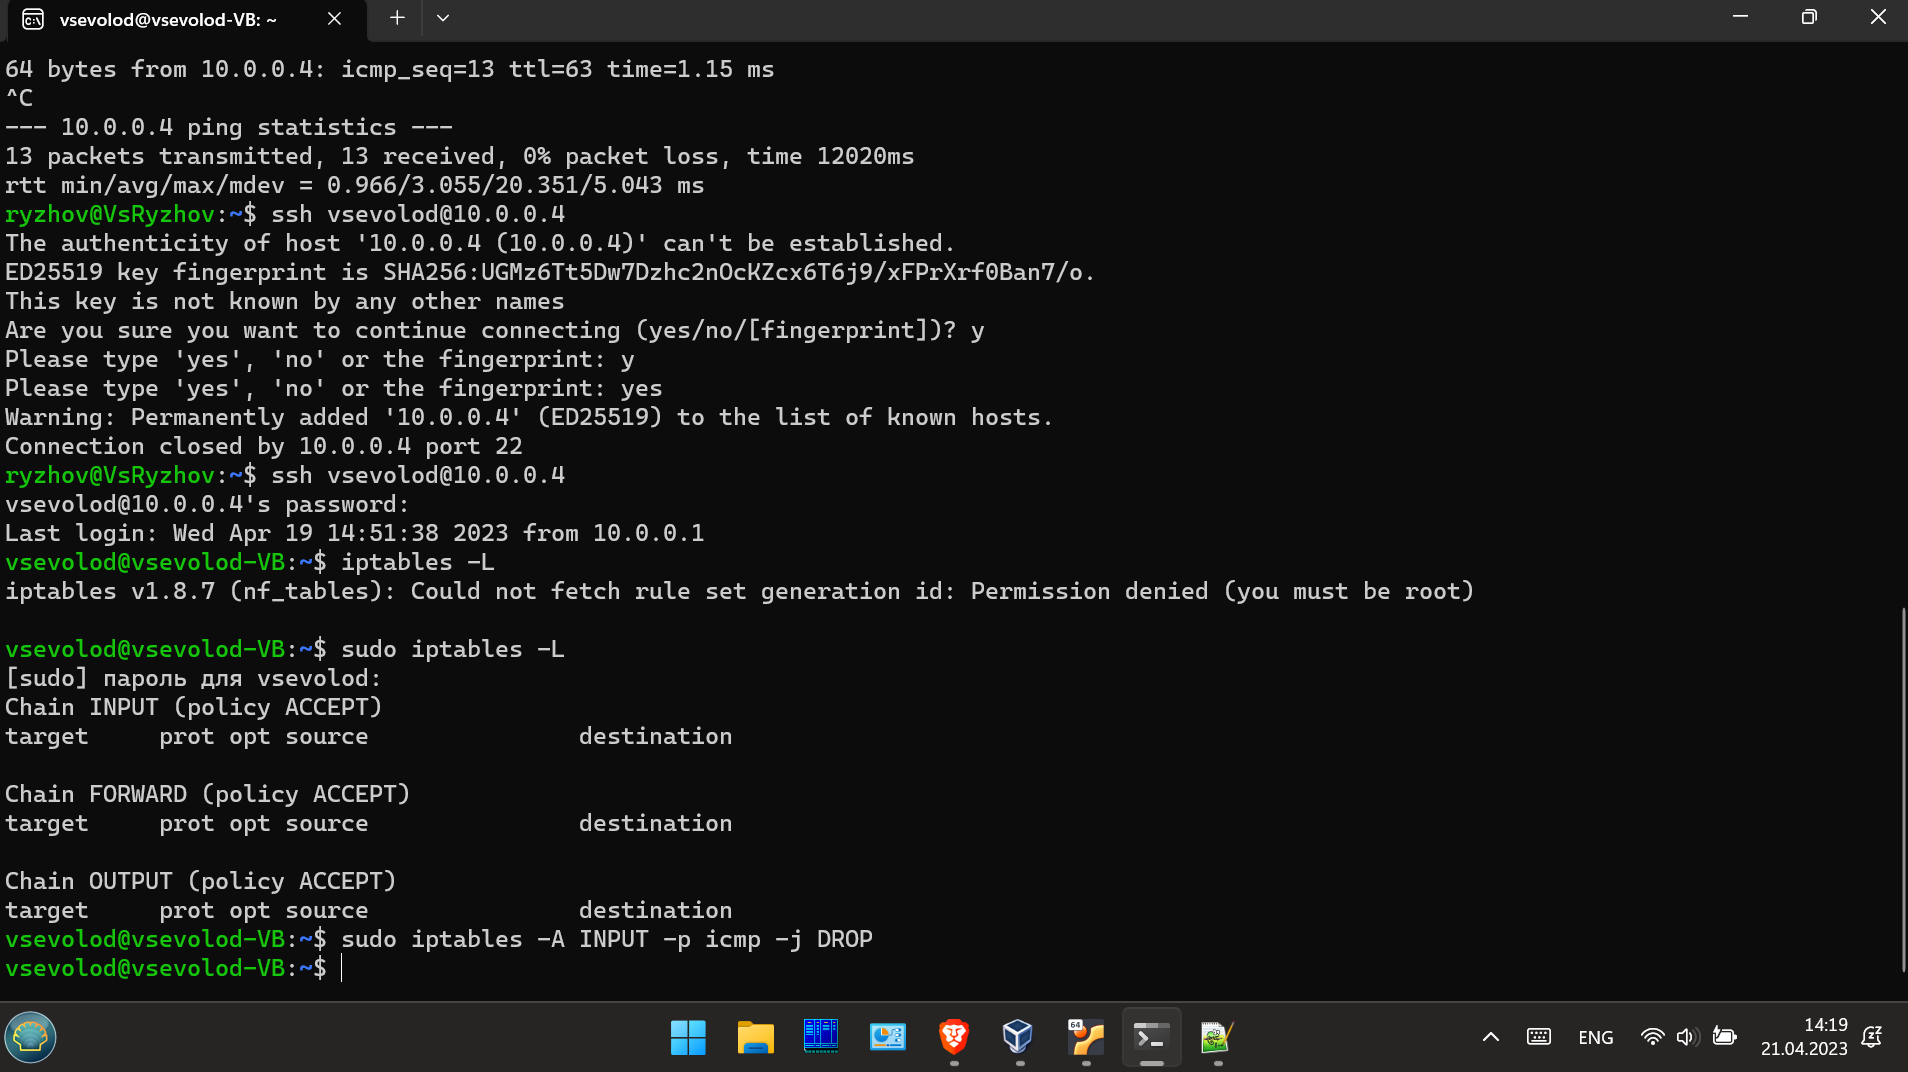 vsevolod@vsevolod-VB: ~
64 bytes from 10.0.0.4: icmp_seq=13 ttl=63 time=1.15 ms
^C
--- 10.0.0.4 ping statistics ---
13 packets transmitted, 13 received, 0% packet loss, time 12020ms
rtt min/avg/max/mdev = 0.966/3.055/20.351/5.043 ms
ryzhov@VsRyzhov:~$ ssh vsevolod@10.0.0.4
The authenticity of host '10.0.0.4 (10.0.0.4)' can't be established.
ED25519 key fingerprint is SHA256:UGMz6Tt5Dw7Dzhc2nOcKZcx6T6j9/xFPrXrf0Ban7/o.
This key is not known by any other names
Are you sure you want to continue connecting (yes/no/[fingerprint])? y
Please type 'yes', 'no' or the fingerprint: y
Please type 'yes', 'no' or the fingerprint: yes
Warning: Permanently added '10.0.0.4' (ED25519) to the list of known hosts.
Connection closed by 10.0.0.4 port 22
ryzhov@VsRyzhov:~$ ssh vsevolod@10.0.0.4
vsevolod@10.0.0.4's password:
Last login: Wed Apr 19 14:51:38 2023 from 10.0.0.1
vsevolod@vsevolod-VB:~$ iptables -L
iptables v1.8.7 (nf_tables): Could not fetch rule set generation id: Permission denied (you must be root)
vsevolod@vsevolod-VB:~$ sudo iptables -L
[sudo] пароль для vsevolod:
Chain INPUT (policy ACCEPT)
target     prot opt source               destination
Chain FORWARD (policy ACCEPT)
target     prot opt source               destination
Chain OUTPUT (policy ACCEPT)
target     prot opt source               destination
vsevolod@vsevolod-VB:~$ sudo iptables -A INPUT -p icmp -j DROP
vsevolod@vsevolod-VB:~$
64
ENG
14:19
21.04.2023